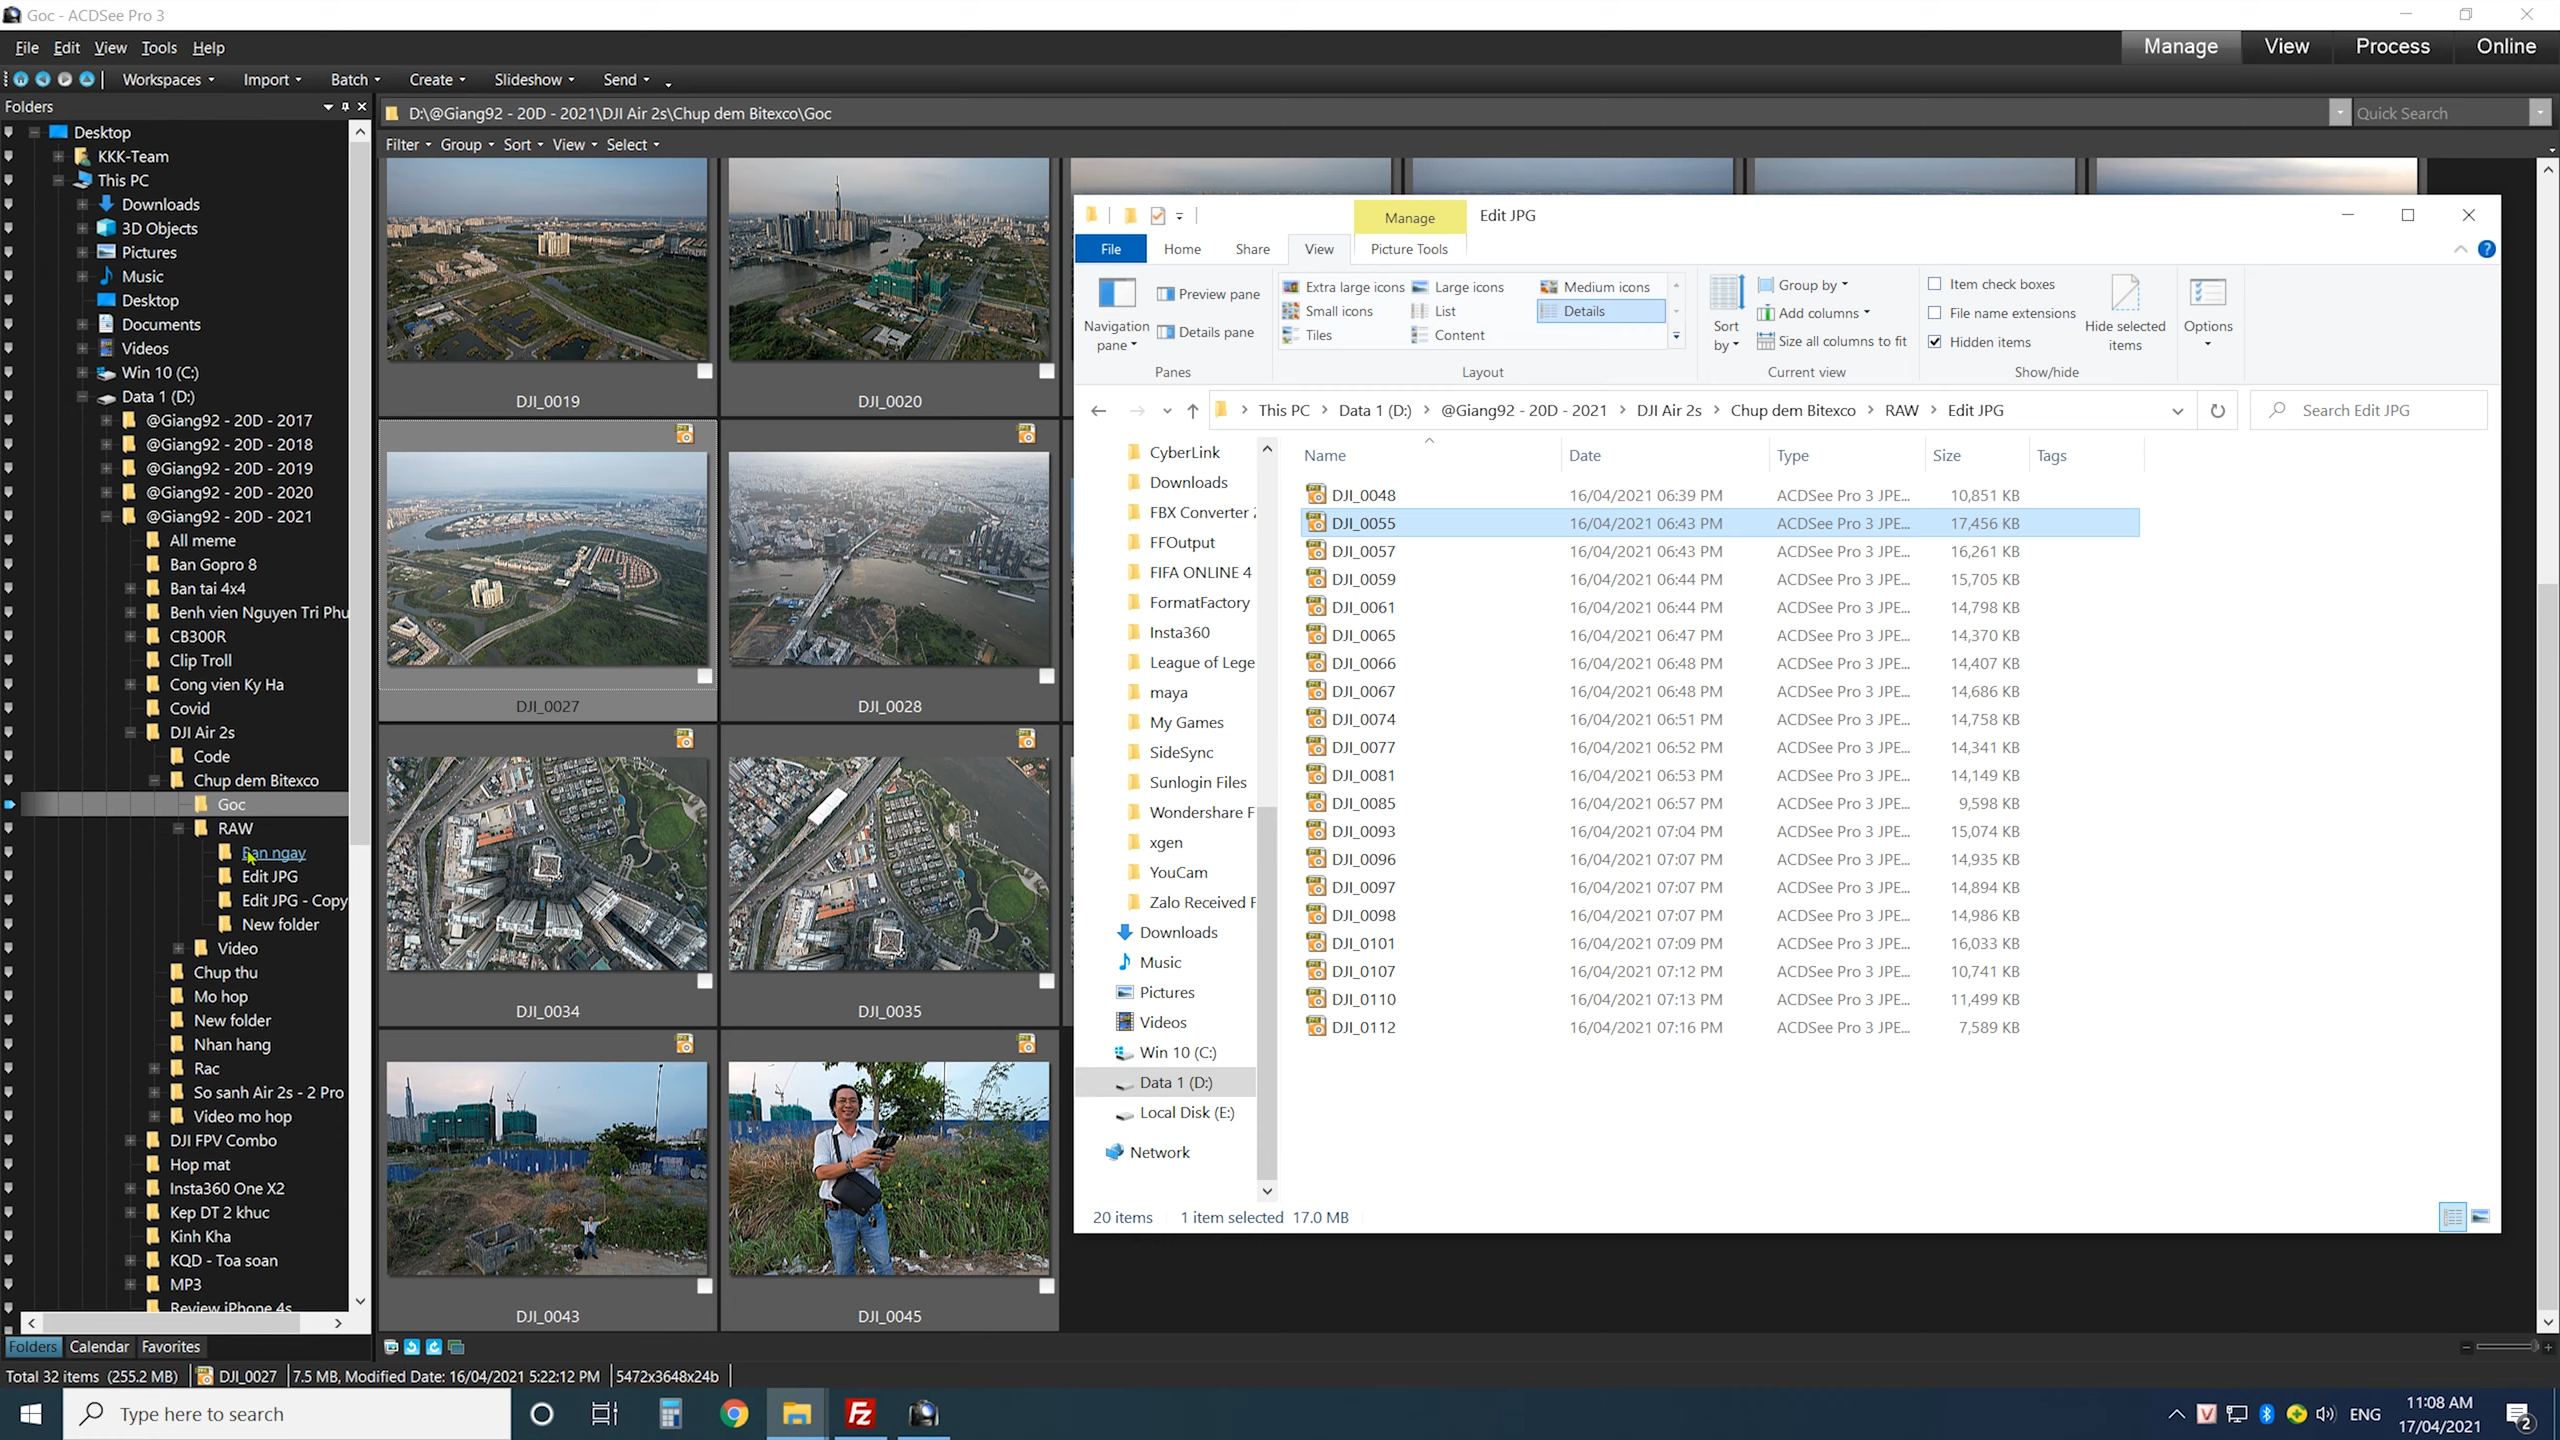 Goc - ACDSee Pro 3
File Edit View Tools Help
Manage View Process Online
Workspaces Import Batch Create Slideshow Send
Folders
D:\@Giang92 - 20D - 2021\DJI Air 2s\Chup dem Bitexco\Goc
Quick Search
Filter Group Sort View Select
Desktop
KKK-Team
This PC
Downloads
3D Objects
Pictures
Music
Desktop
Documents
Videos
Win 10 (C:)
Data 1 (D:)
@Giang92 - 20D - 2017
@Giang92 - 20D - 2018
@Giang92 - 20D - 2019
@Giang92 - 20D - 2020
@Giang92 - 20D - 2021
All meme
Ban Gopro 8
Ban tai 4x4
Benh vien Nguyen Tri Phu
CB300R
Clip Troll
Cong vien Ky Ha
Covid
DJI Air 2s
Code
Chup dem Bitexco
Goc
RAW
Ban ngay
Edit JPG
Edit JPG - Copy
New folder
Video
Chup thu
Mo hop
New folder
Nhan hang
Rac
So sanh Air 2s - 2 Pro
Video mo hop
DJI FPV Combo
Hop mat
Insta360 One X2
Kep DT 2 khuc
Kinh Kha
KQD - Toa soan
MP3
Review iPhone 4s
Folders Calendar Favorites
DJI_0019
DJI_0020
DJI_0027
DJI_0028
DJI_0034
DJI_0035
DJI_0043
DJI_0045
Manage Edit JPG
File Home Share View Picture Tools
Navigation pane
Preview pane
Details pane
Panes
Extra large icons Large icons Medium icons
Small icons List Details
Tiles Content
Layout
Sort by
Group by
Add columns
Size all columns to fit
Current view
Item check boxes
File name extensions
Hidden items
Hide selected items
Show/hide
Options
This PC Data 1 (D:) @Giang92 - 20D - 2021 DJI Air 2s Chup dem Bitexco RAW Edit JPG
Search Edit JPG
CyberLink
Downloads
FBX Converter
FFOutput
FIFA ONLINE 4
FormatFactory
Insta360
League of Lege
maya
My Games
SideSync
Sunlogin Files
Wondershare F
xgen
YouCam
Zalo Received F
Downloads
Music
Pictures
Videos
Win 10 (C:)
Data 1 (D:)
Local Disk (E:)
Network
Name Date Type Size Tags
DJI_0048 16/04/2021 06:39 PM ACDSee Pro 3 JPE... 10,851 KB
DJI_0055 16/04/2021 06:43 PM ACDSee Pro 3 JPE... 17,456 KB
DJI_0057 16/04/2021 06:43 PM ACDSee Pro 3 JPE... 16,261 KB
DJI_0059 16/04/2021 06:44 PM ACDSee Pro 3 JPE... 15,705 KB
DJI_0061 16/04/2021 06:44 PM ACDSee Pro 3 JPE... 14,798 KB
DJI_0065 16/04/2021 06:47 PM ACDSee Pro 3 JPE... 14,370 KB
DJI_0066 16/04/2021 06:48 PM ACDSee Pro 3 JPE... 14,407 KB
DJI_0067 16/04/2021 06:48 PM ACDSee Pro 3 JPE... 14,686 KB
DJI_0074 16/04/2021 06:51 PM ACDSee Pro 3 JPE... 14,758 KB
DJI_0077 16/04/2021 06:52 PM ACDSee Pro 3 JPE... 14,341 KB
DJI_0081 16/04/2021 06:53 PM ACDSee Pro 3 JPE... 14,149 KB
DJI_0085 16/04/2021 06:57 PM ACDSee Pro 3 JPE... 9,598 KB
DJI_0093 16/04/2021 07:04 PM ACDSee Pro 3 JPE... 15,074 KB
DJI_0096 16/04/2021 07:07 PM ACDSee Pro 3 JPE... 14,935 KB
DJI_0097 16/04/2021 07:07 PM ACDSee Pro 3 JPE... 14,894 KB
DJI_0098 16/04/2021 07:07 PM ACDSee Pro 3 JPE... 14,986 KB
DJI_0101 16/04/2021 07:09 PM ACDSee Pro 3 JPE... 16,033 KB
DJI_0107 16/04/2021 07:12 PM ACDSee Pro 3 JPE... 10,741 KB
DJI_0110 16/04/2021 07:13 PM ACDSee Pro 3 JPE... 11,499 KB
DJI_0112 16/04/2021 07:16 PM ACDSee Pro 3 JPE... 7,589 KB
20 items 1 item selected 17.0 MB
Total 32 items (255.2 MB) DJI_0027 7.5 MB, Modified Date: 16/04/2021 5:22:12 PM 5472x3648x24b
Type here to search
Fz
V
ENG
11:08 AM
17/04/2021
2